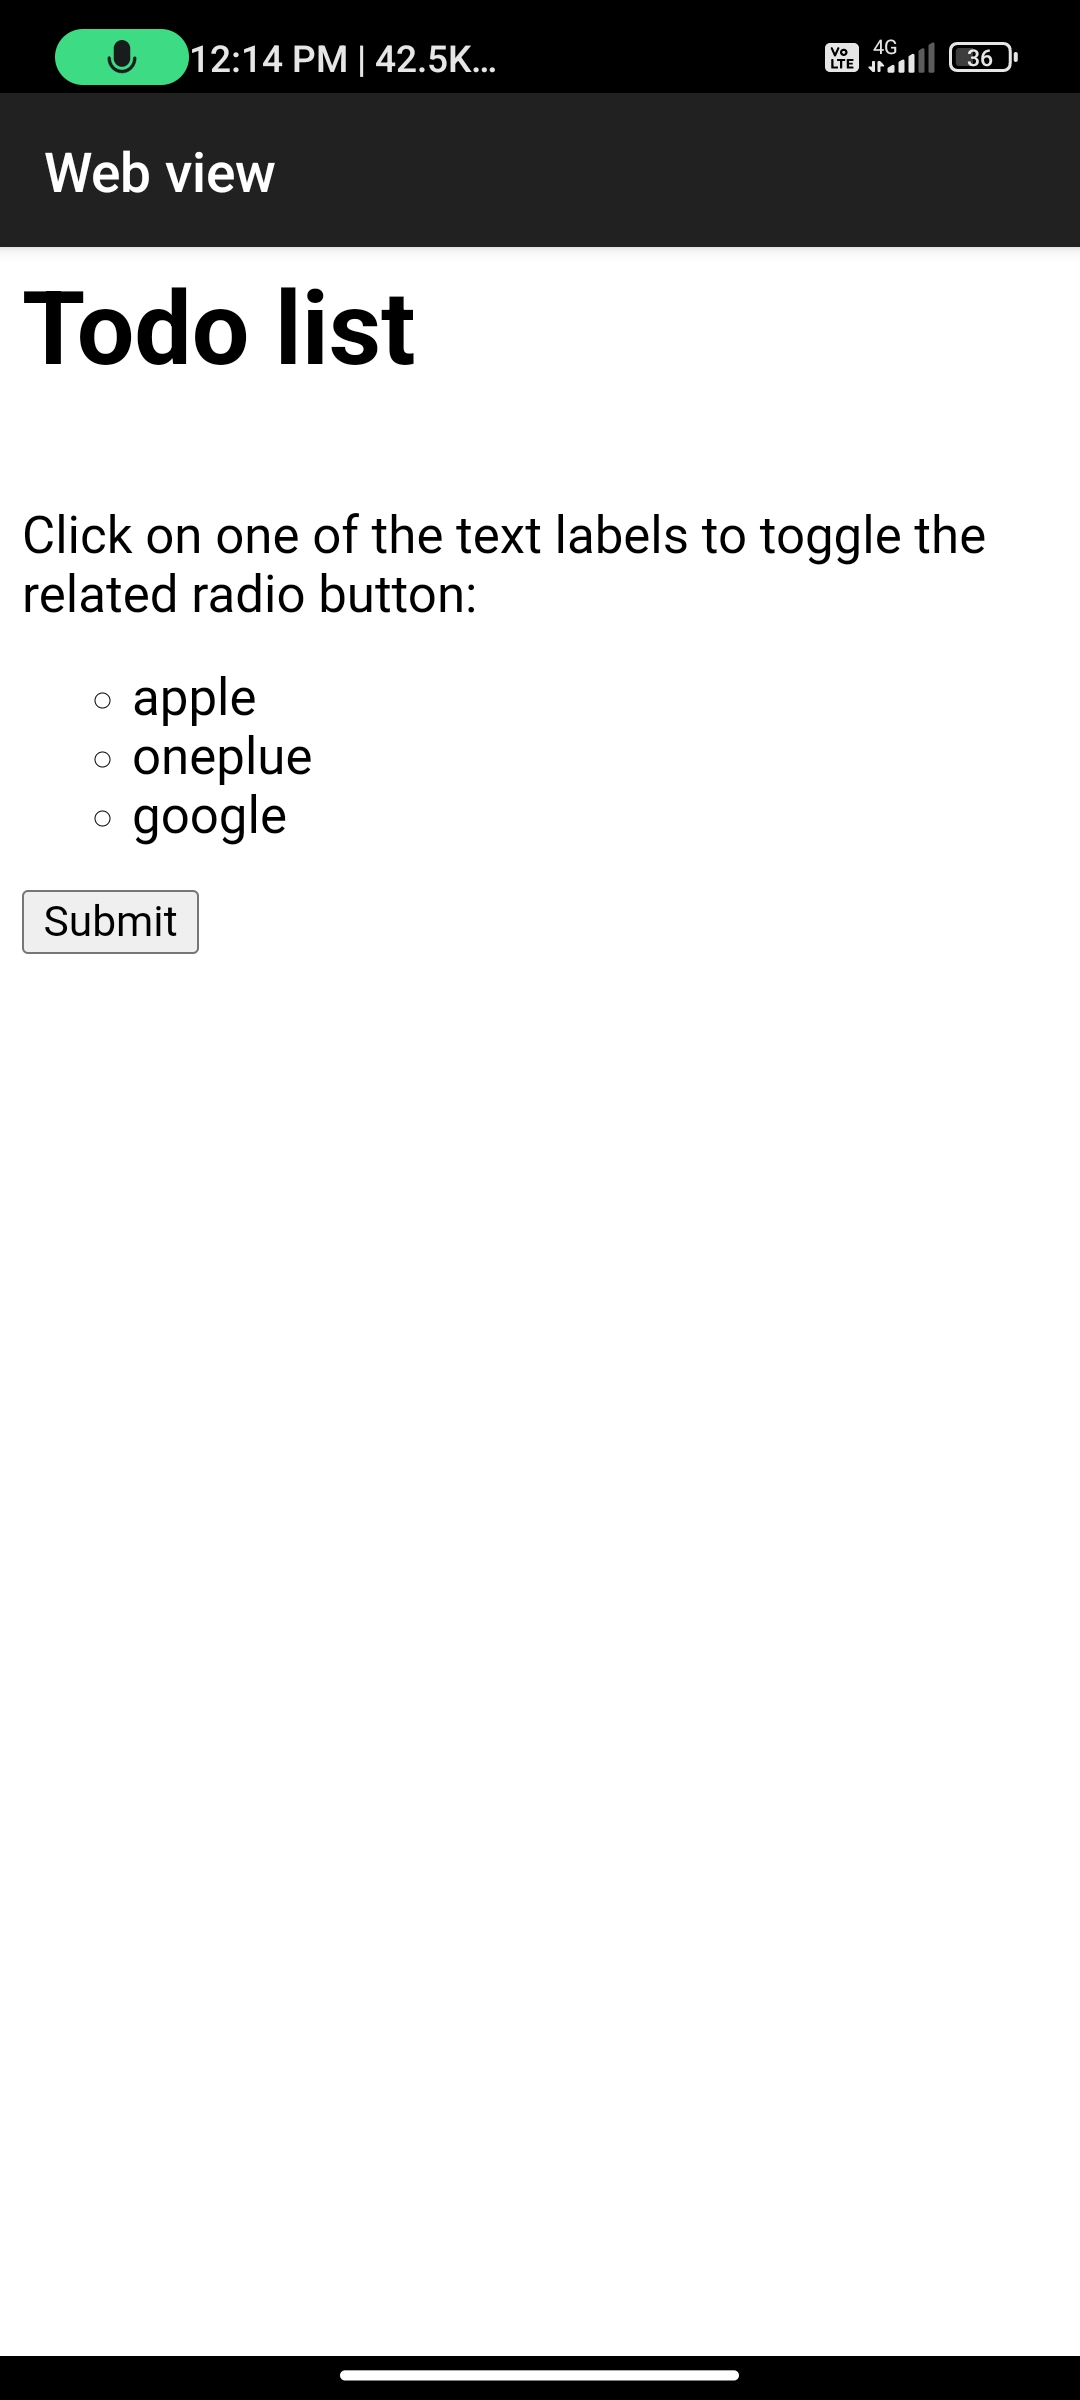 12:14 PM | 42.5K...
Vo LTE 4G 36
Web view
Todo list
Click on one of the text labels to toggle the
related radio button:
apple
oneplue
google
Submit